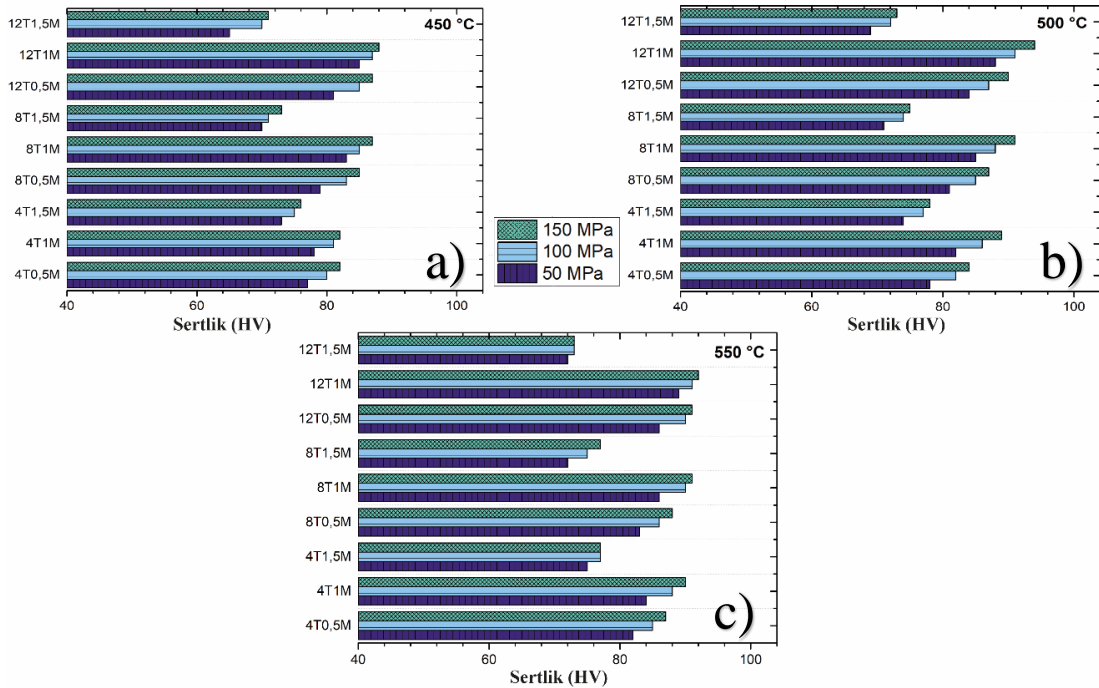 450 °C
12T1,5M
12T1M
12T0,5M
8T1,5M
8T1M
8T0,5M
4T1,5M
4T1M
4T0,5M
a)
40 60 80 100
Sertlik (HV)
150 MPa
100 MPa
50 MPa
500 °C
12T1,5M
12T1M
12T0,5M
8T1,5M
8T1M
8T0,5M
4T1,5M
4T1M
4T0,5M
b)
40 60 80 100
Sertlik (HV)
550 °C
12T1,5M
12T1M
12T0,5M
8T1,5M
8T1M
8T0,5M
4T1,5M
4T1M
4T0,5M
c)
40 60 80 100
Sertlik (HV)